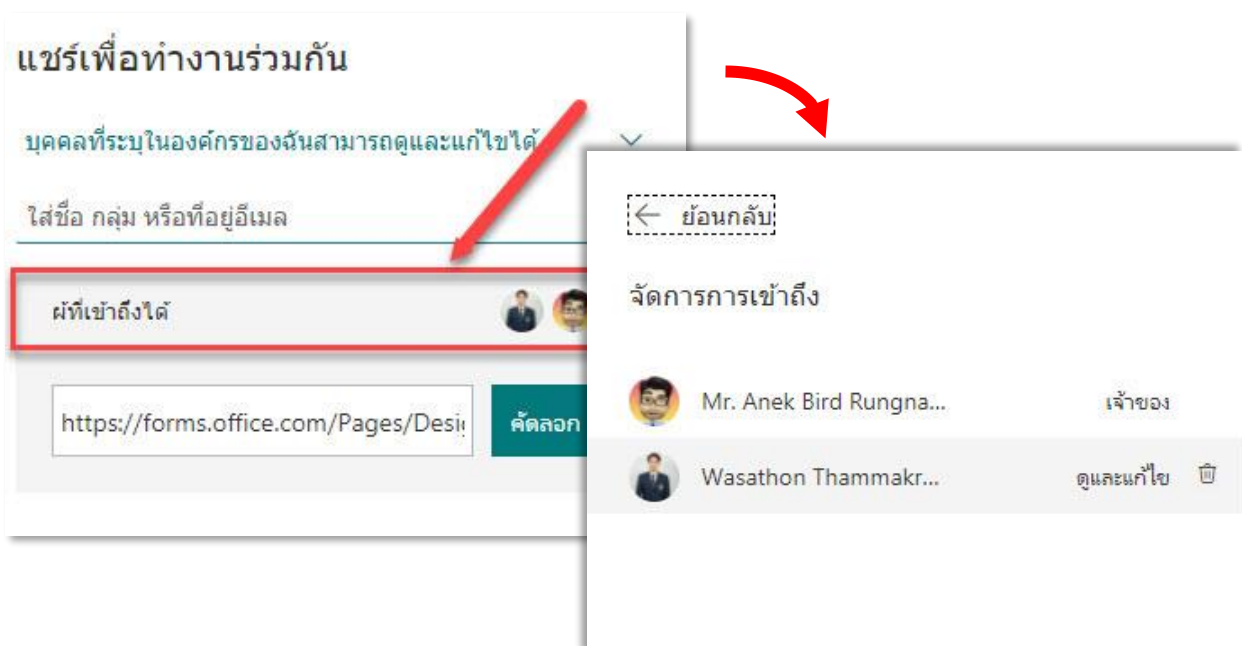 แชร์เพื่อทำงานร่วมกัน
บุคคลที่ระบุในองค์กรของฉันสามารถดูและแก้ไขได้
ใส่ชื่อ กลุ่ม หรือที่อยู่อีเมล
ผู้ที่เข้าถึงได้
https://forms.office.com/Pages/Desi
คัดลอก
ย้อนกลับ
จัดการการเข้าถึง
Mr. Anek Bird Rungna... เจ้าของ
Wasathon Thammakr... ดูและแก้ไข